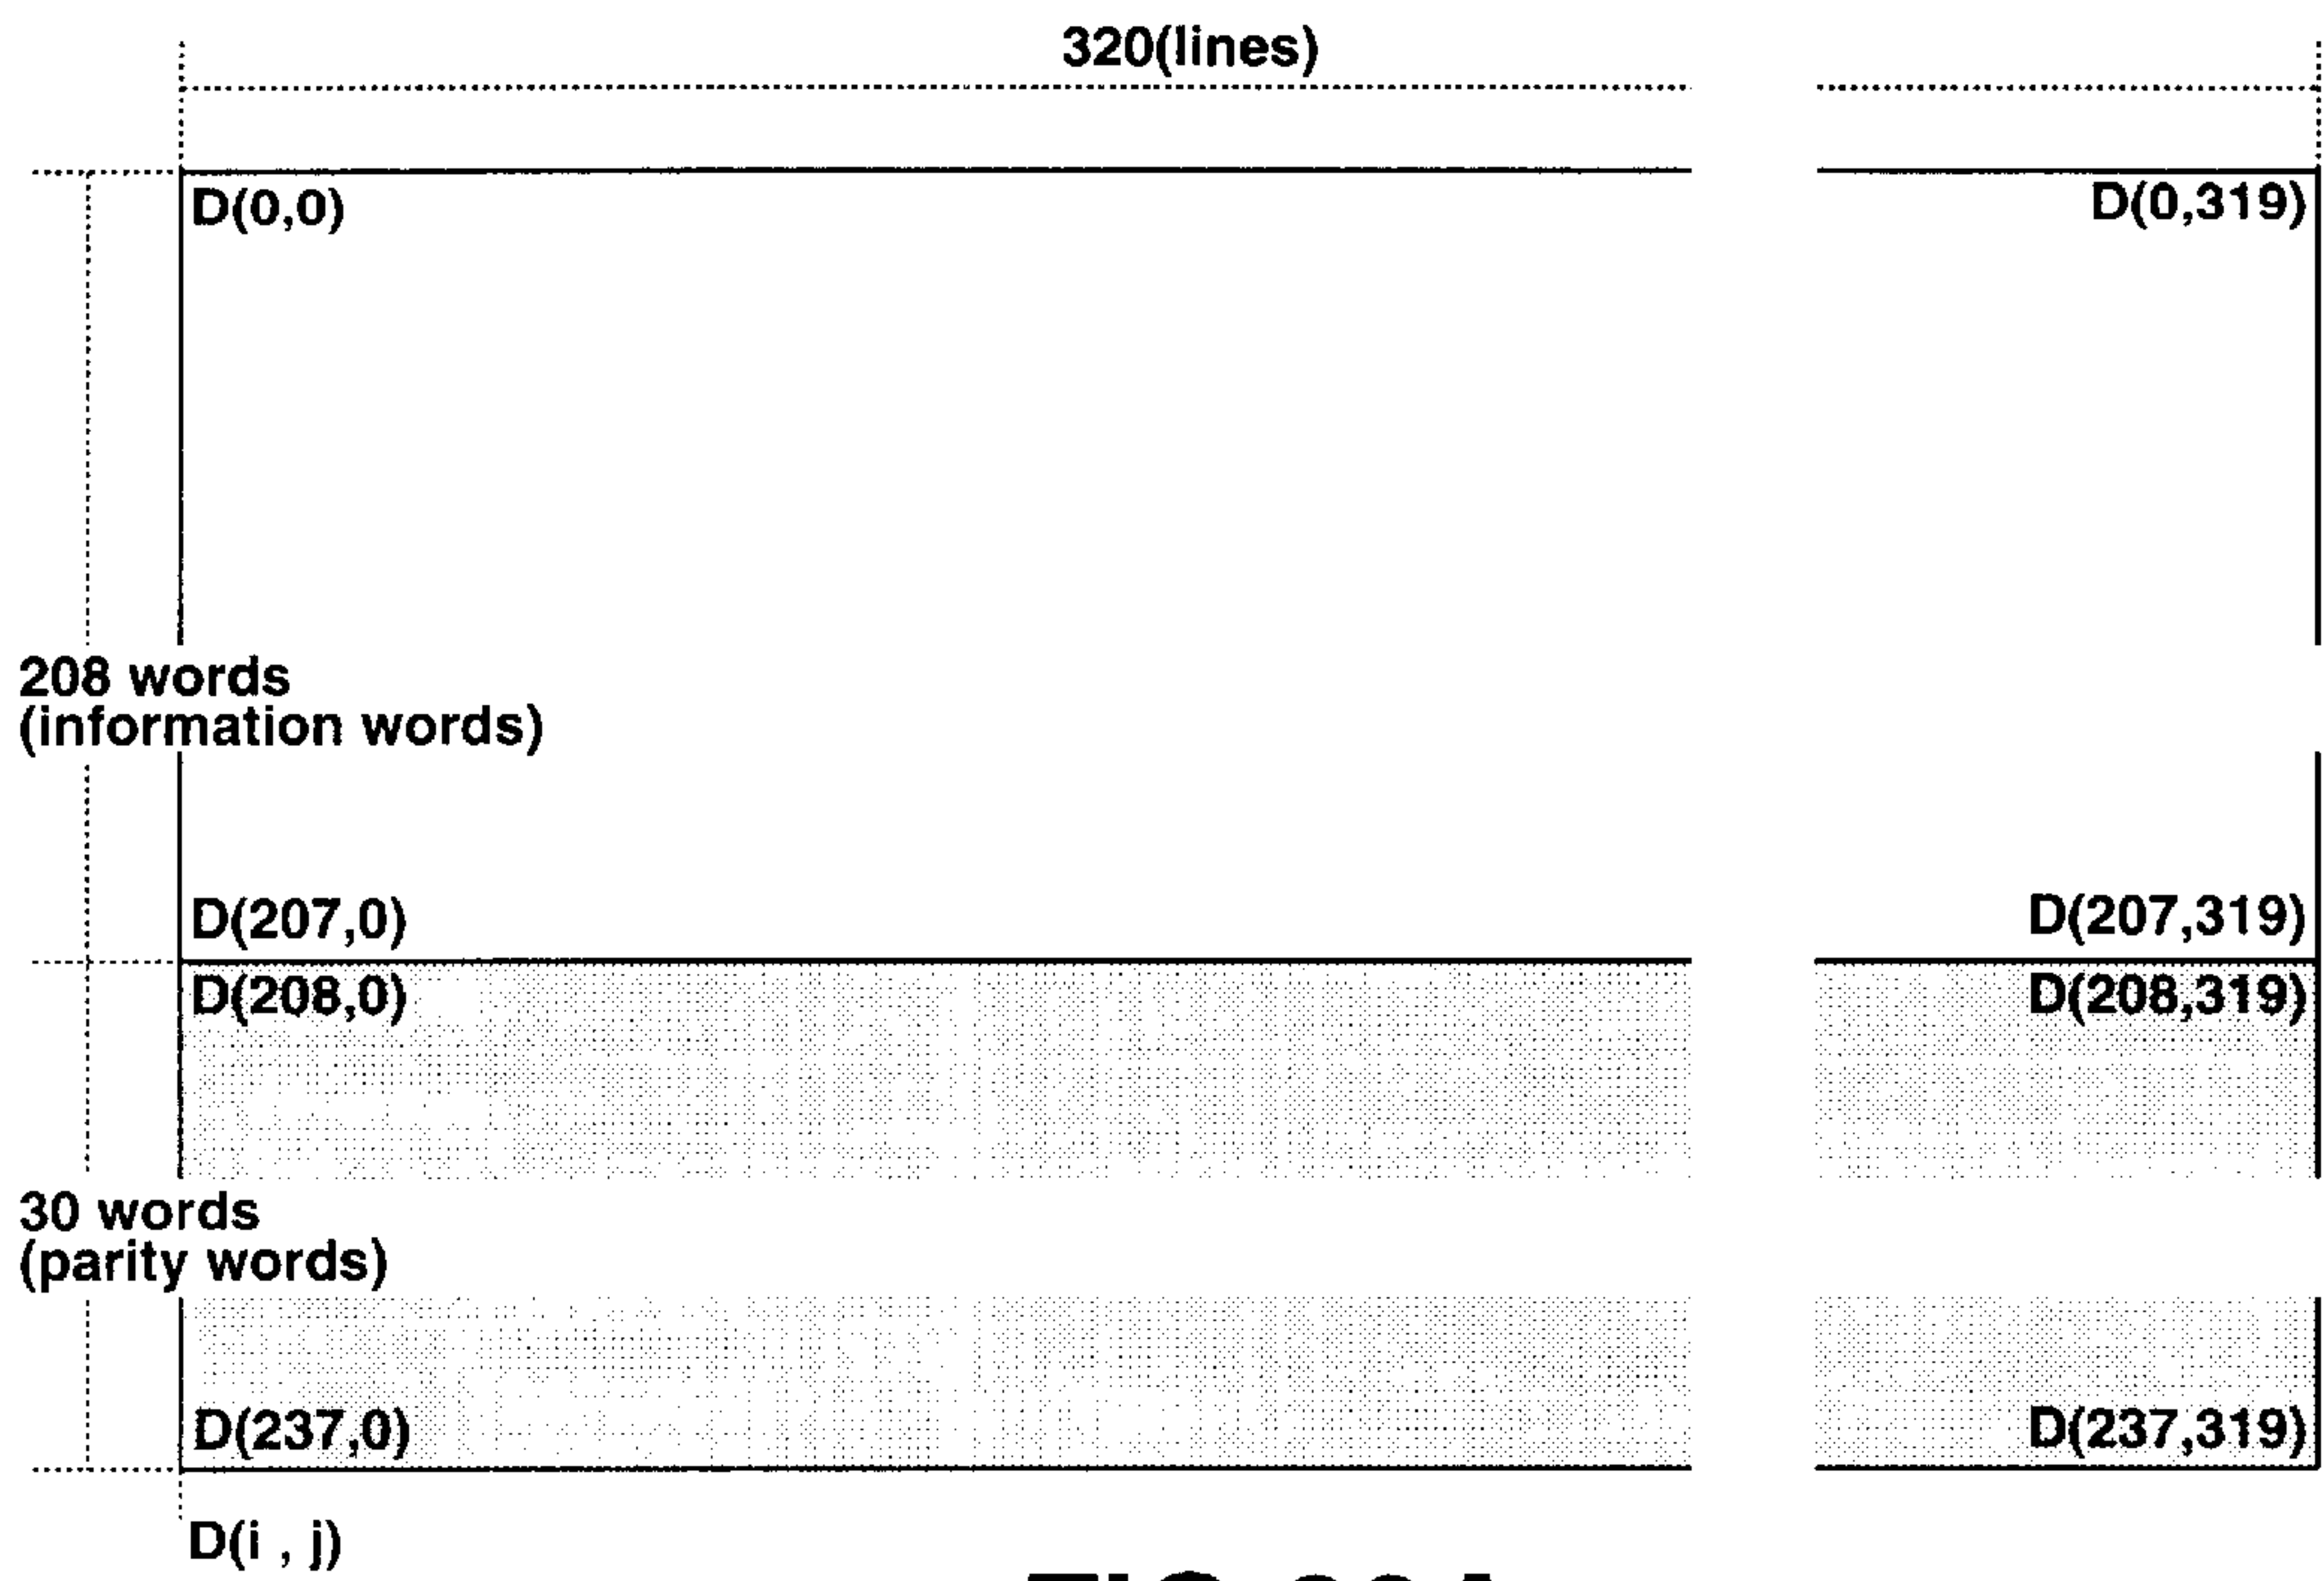 320(lines)
D(0,0)
D(0,319)
208 words
(information words)
D(207,0)
D(207,319)
D(208,0)
D(208,319)
30 words
(parity words)
D(237,0)
D(237,319)
D(i , j)